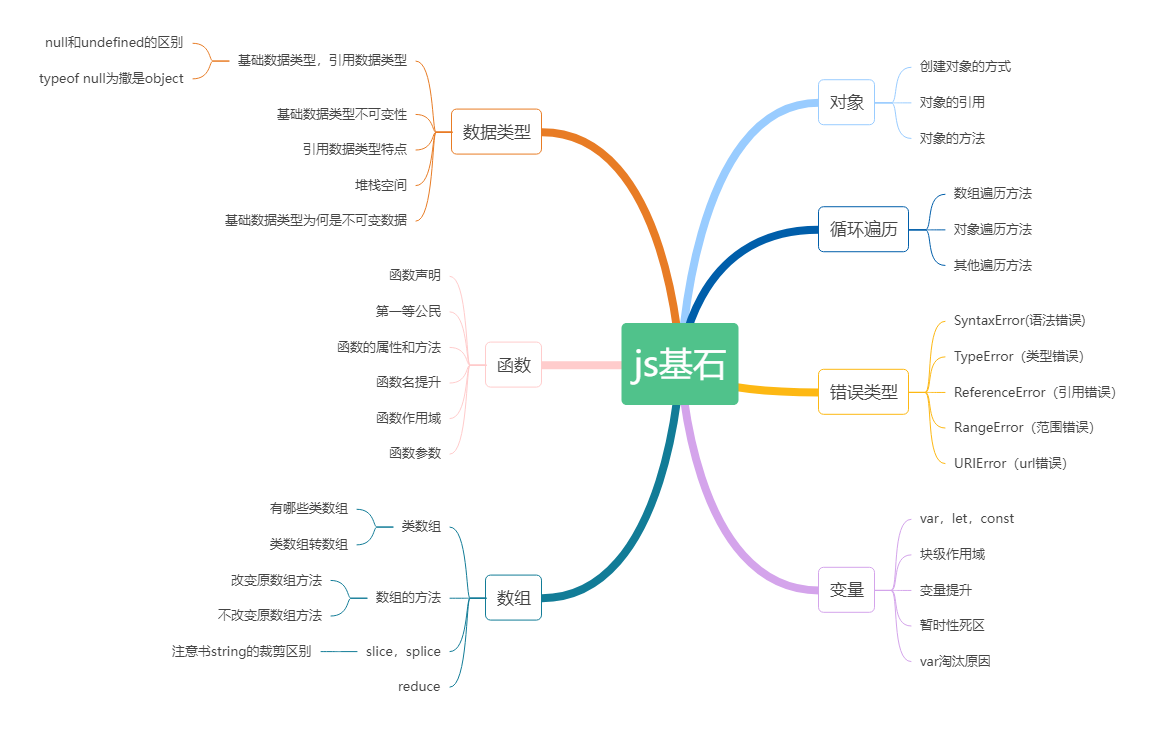 js基石
数据类型
基础数据类型，引用数据类型
null和undefined的区别
typeof null为撒是object
基础数据类型不可变性
引用数据类型特点
堆栈空间
基础数据类型为何是不可变数据
函数
函数声明
第一等公民
函数的属性和方法
函数名提升
函数作用域
函数参数
数组
类数组
有哪些类数组
类数组转数组
数组的方法
改变原数组方法
不改变原数组方法
slice，splice
注意书string的裁剪区别
reduce
对象
创建对象的方式
对象的引用
对象的方法
循环遍历
数组遍历方法
对象遍历方法
其他遍历方法
错误类型
SyntaxError(语法错误)
TypeError（类型错误）
ReferenceError（引用错误）
RangeError（范围错误）
URIError（url错误）
变量
var，let，const
块级作用域
变量提升
暂时性死区
var淘汰原因